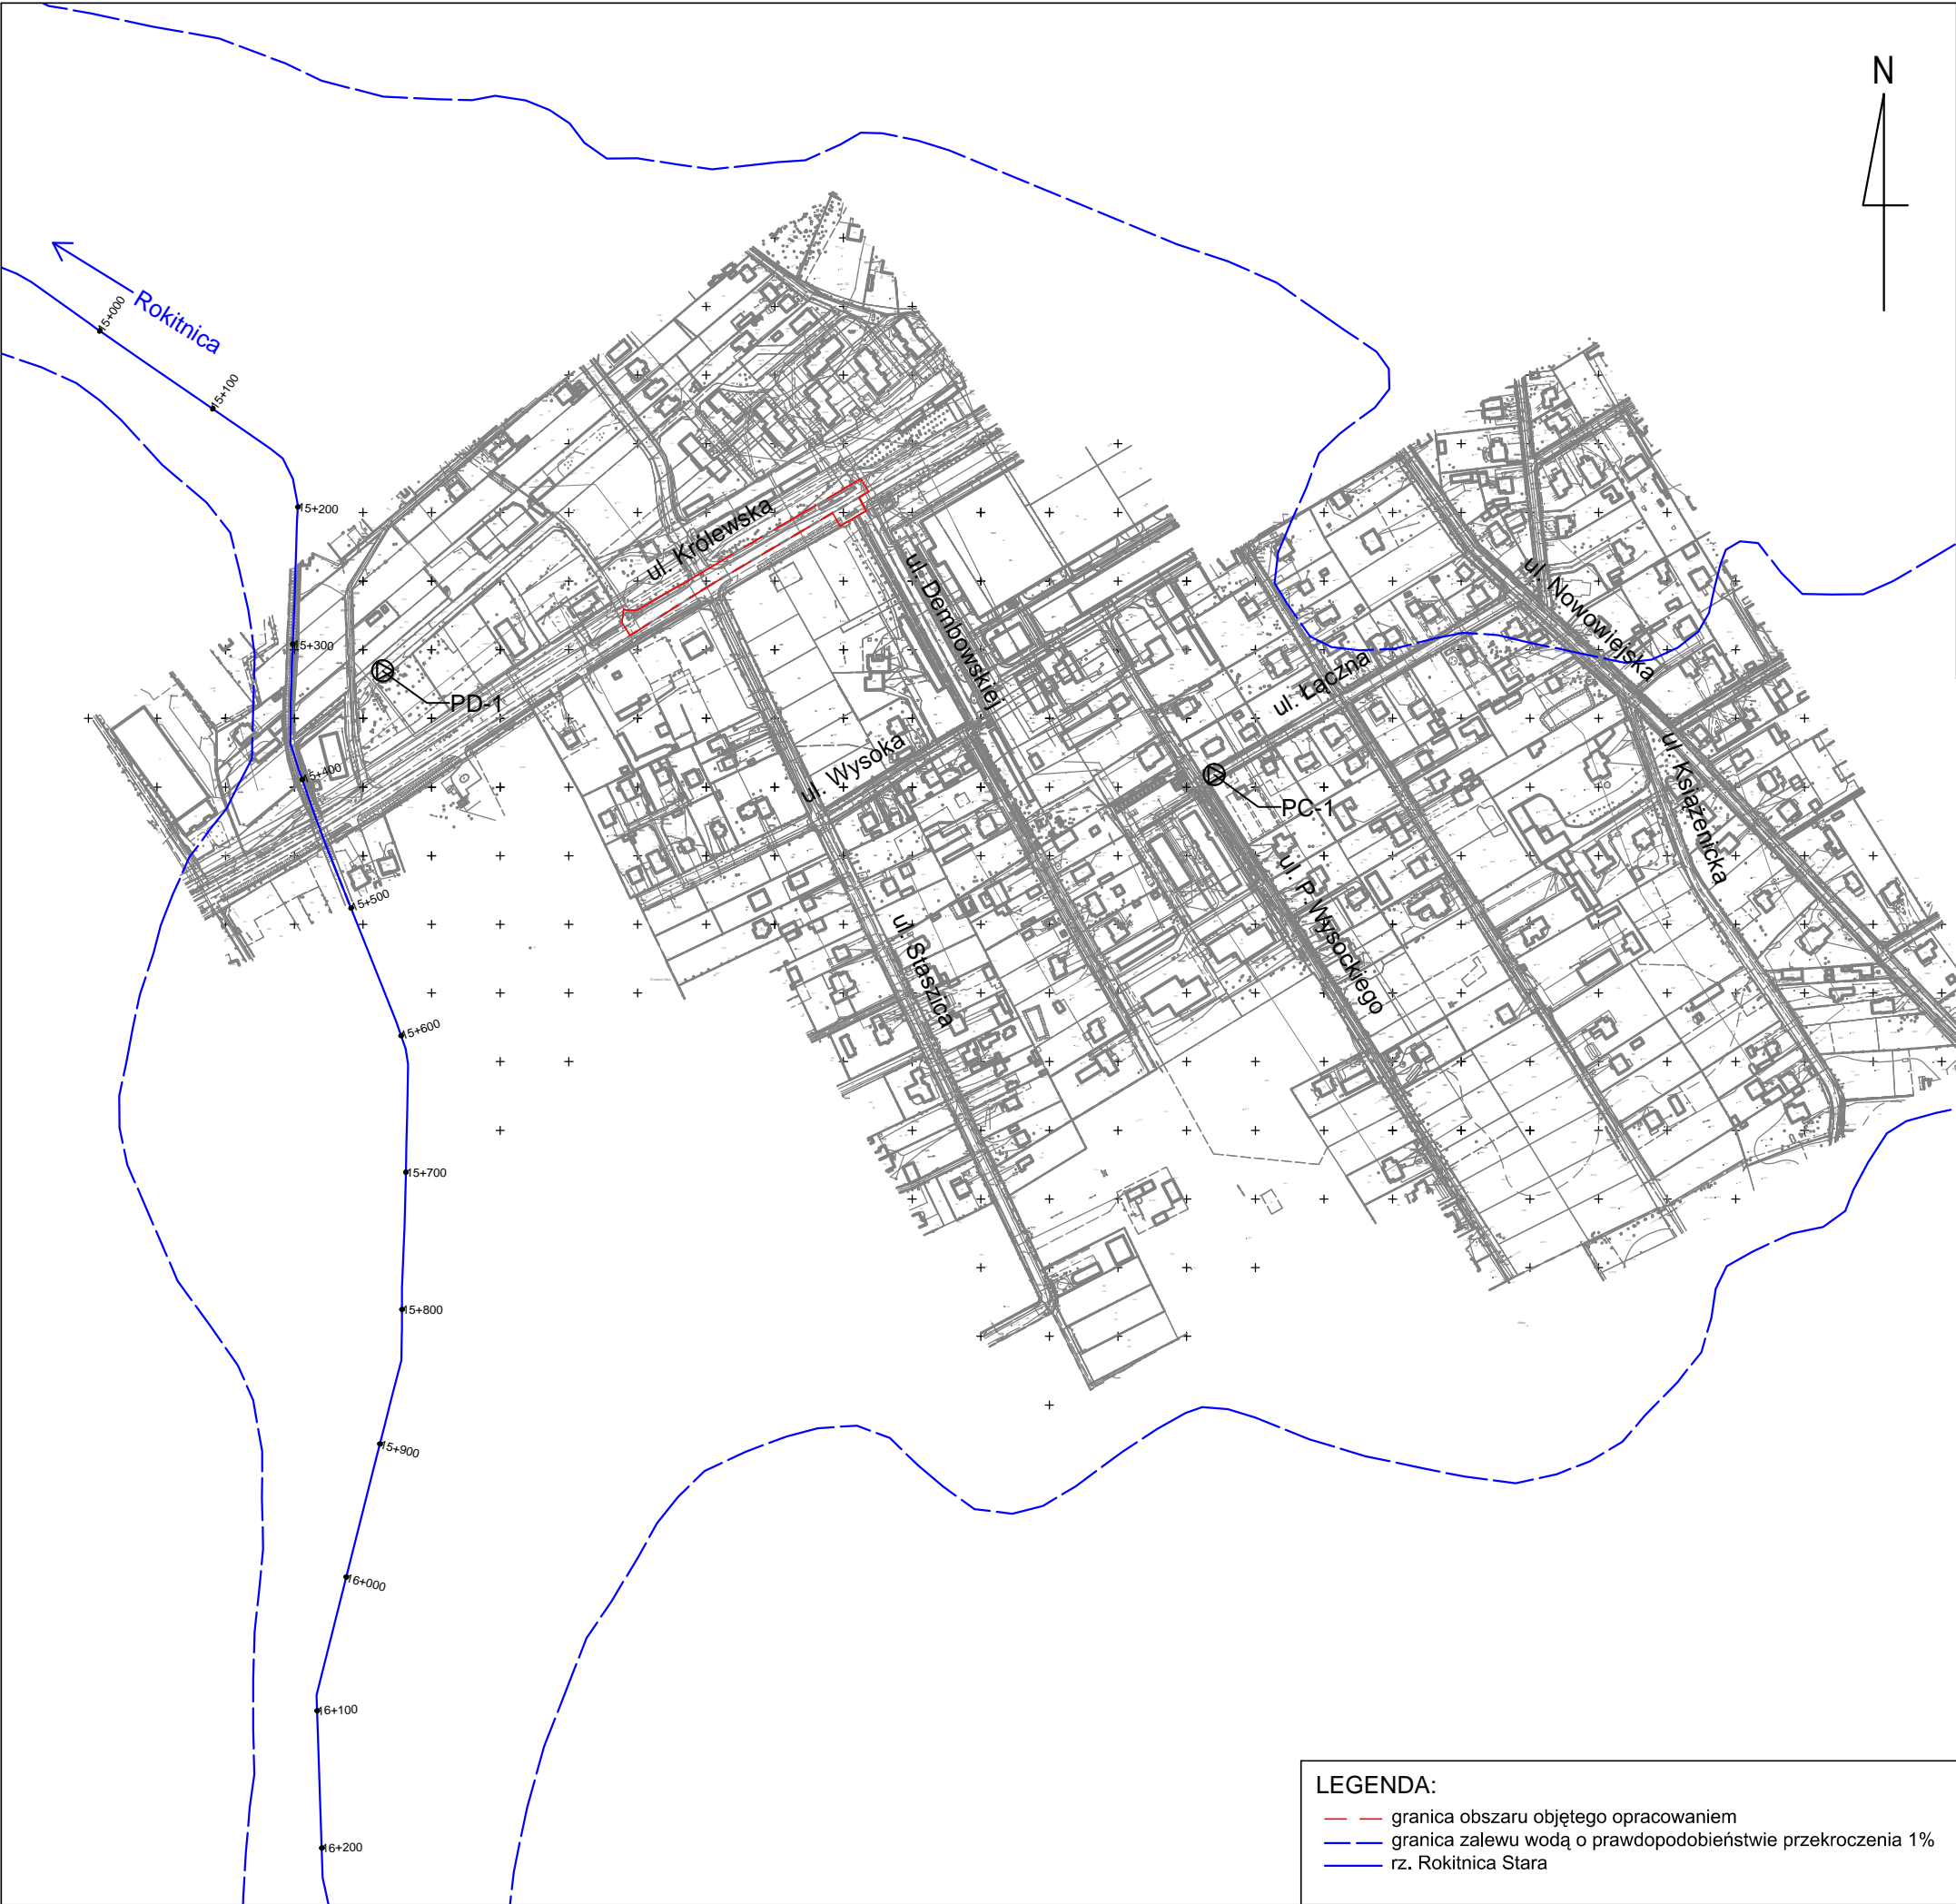 N
Rokitnica
15+000
15+100
15+200
15+300
15+400
15+500
15+600
15+700
15+800
15+900
16+000
16+100
16+200
ul. Królewska
ul. Dembowskiej
ul. Nowowiejska
ul. Łączna
PD-1
ul. Wysoka
PC-1
ul. Książenicka
ul. P. Wysockiego
ul. Staszica
LEGENDA:
granica obszaru objętego opracowaniem
granica zalewu wodą o prawdopodobieństwie przekroczenia 1%
rz. Rokitnica Stara